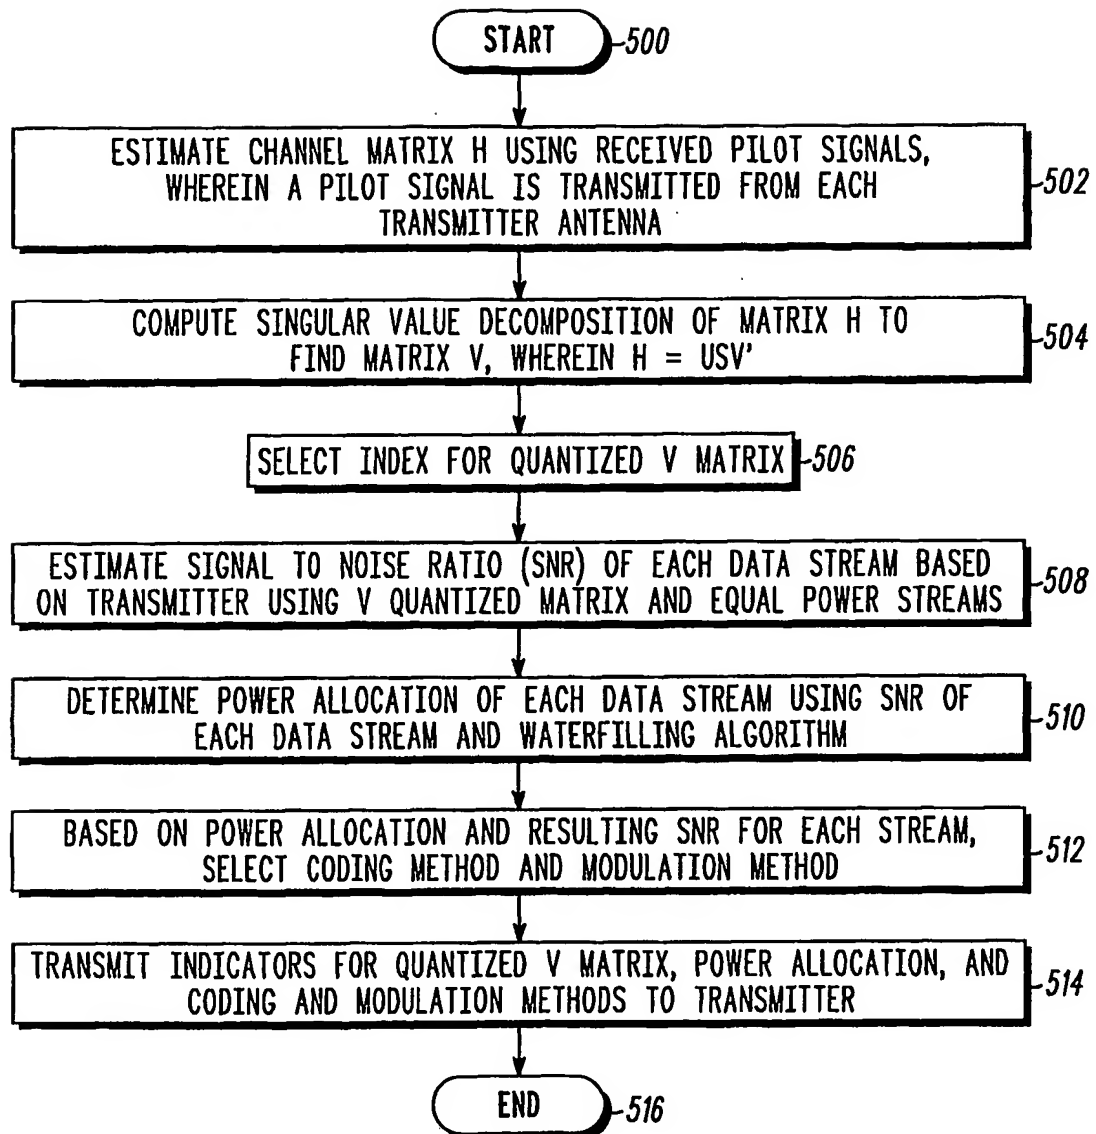 START
500
ESTIMATE CHANNEL MATRIX H USING RECEIVED PILOT SIGNALS,
WHEREIN A PILOT SIGNAL IS TRANSMITTED FROM EACH
TRANSMITTER ANTENNA
502
COMPUTE SINGULAR VALUE DECOMPOSITION OF MATRIX H TO
FIND MATRIX V, WHEREIN H = USV'
504
SELECT INDEX FOR QUANTIZED V MATRIX
506
ESTIMATE SIGNAL TO NOISE RATIO (SNR) OF EACH DATA STREAM BASED
ON TRANSMITTER USING V QUANTIZED MATRIX AND EQUAL POWER STREAMS
508
DETERMINE POWER ALLOCATION OF EACH DATA STREAM USING SNR OF
EACH DATA STREAM AND WATERFILLING ALGORITHM
510
BASED ON POWER ALLOCATION AND RESULTING SNR FOR EACH STREAM,
SELECT CODING METHOD AND MODULATION METHOD
512
TRANSMIT INDICATORS FOR QUANTIZED V MATRIX, POWER ALLOCATION, AND
CODING AND MODULATION METHODS TO TRANSMITTER
514
END
516